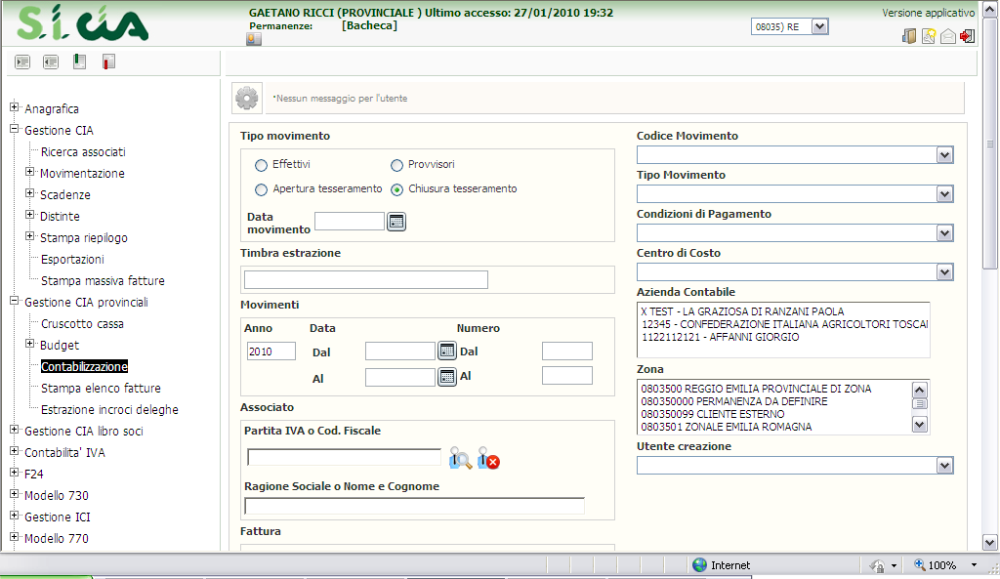 S.I.CIA
GAETANO RICCI (PROVINCIALE ) Ultimo accesso: 27/01/2010 19:32
Permanenze: [Bacheca]
08035) RE
Versione applicativo
Anagrafica
Gestione CIA
Ricerca associati
Movimentazione
Scadenze
Distinte
Stampa riepilogo
Esportazioni
Stampa massiva fatture
Gestione CIA provinciali
Cruscotto cassa
Budget
Contabilizzazione
Stampa elenco fatture
Estrazione incroci deleghe
Gestione CIA libro soci
Contabilita' IVA
F24
Modello 730
Gestione ICI
Modello 770
•Nessun messaggio per l'utente
Tipo movimento
Effettivi Provvisori
Apertura tesseramento Chiusura tesseramento
Data
movimento
Timbra estrazione
Movimenti
Anno Data Numero
2010 Dal Dal
Al Al
Associato
Partita IVA o Cod. Fiscale
Ragione Sociale o Nome e Cognome
Fattura
Codice Movimento
Tipo Movimento
Condizioni di Pagamento
Centro di Costo
Azienda Contabile
X TEST - LA GRAZIOSA DI RANZANI PAOLA
12345 - CONFEDERAZIONE ITALIANA AGRICOLTORI TOSCAN
1122112121 - AFFANNI GIORGIO
Zona
0803500 REGGIO EMILIA PROVINCIALE DI ZONA
080350000 PERMANENZA DA DEFINIRE
080350099 CLIENTE ESTERNO
0803501 ZONALE EMILIA ROMAGNA
Utente creazione
Internet
100%